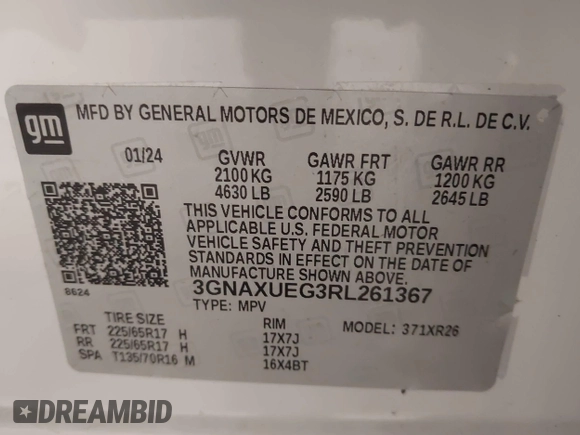 gm
MFD BY GENERAL MOTORS DE MEXICO, S. DE R.L. DE C.V.
01/24 GVWR GAWR FRT GAWR RR
2100 KG 1175 KG 1200 KG
4630 LB 2590 LB 2645 LB
THIS VEHICLE CONFORMS TO ALL
APPLICABLE U.S. FEDERAL MOTOR
VEHICLE SAFETY AND THEFT PREVENTION
STANDARDS IN EFFECT ON THE DATE OF
MANUFACTURE SHOWN ABOVE.
8624
3GNAXUEG3RL261367
TYPE: MPV MODEL: 371XR26
TIRE SIZE RIM
FRT 225/65R17 H 17X7J
RR 225/65R17 H 17X7J
SPA T135/70R16 M 16X4BT
DREAMBID